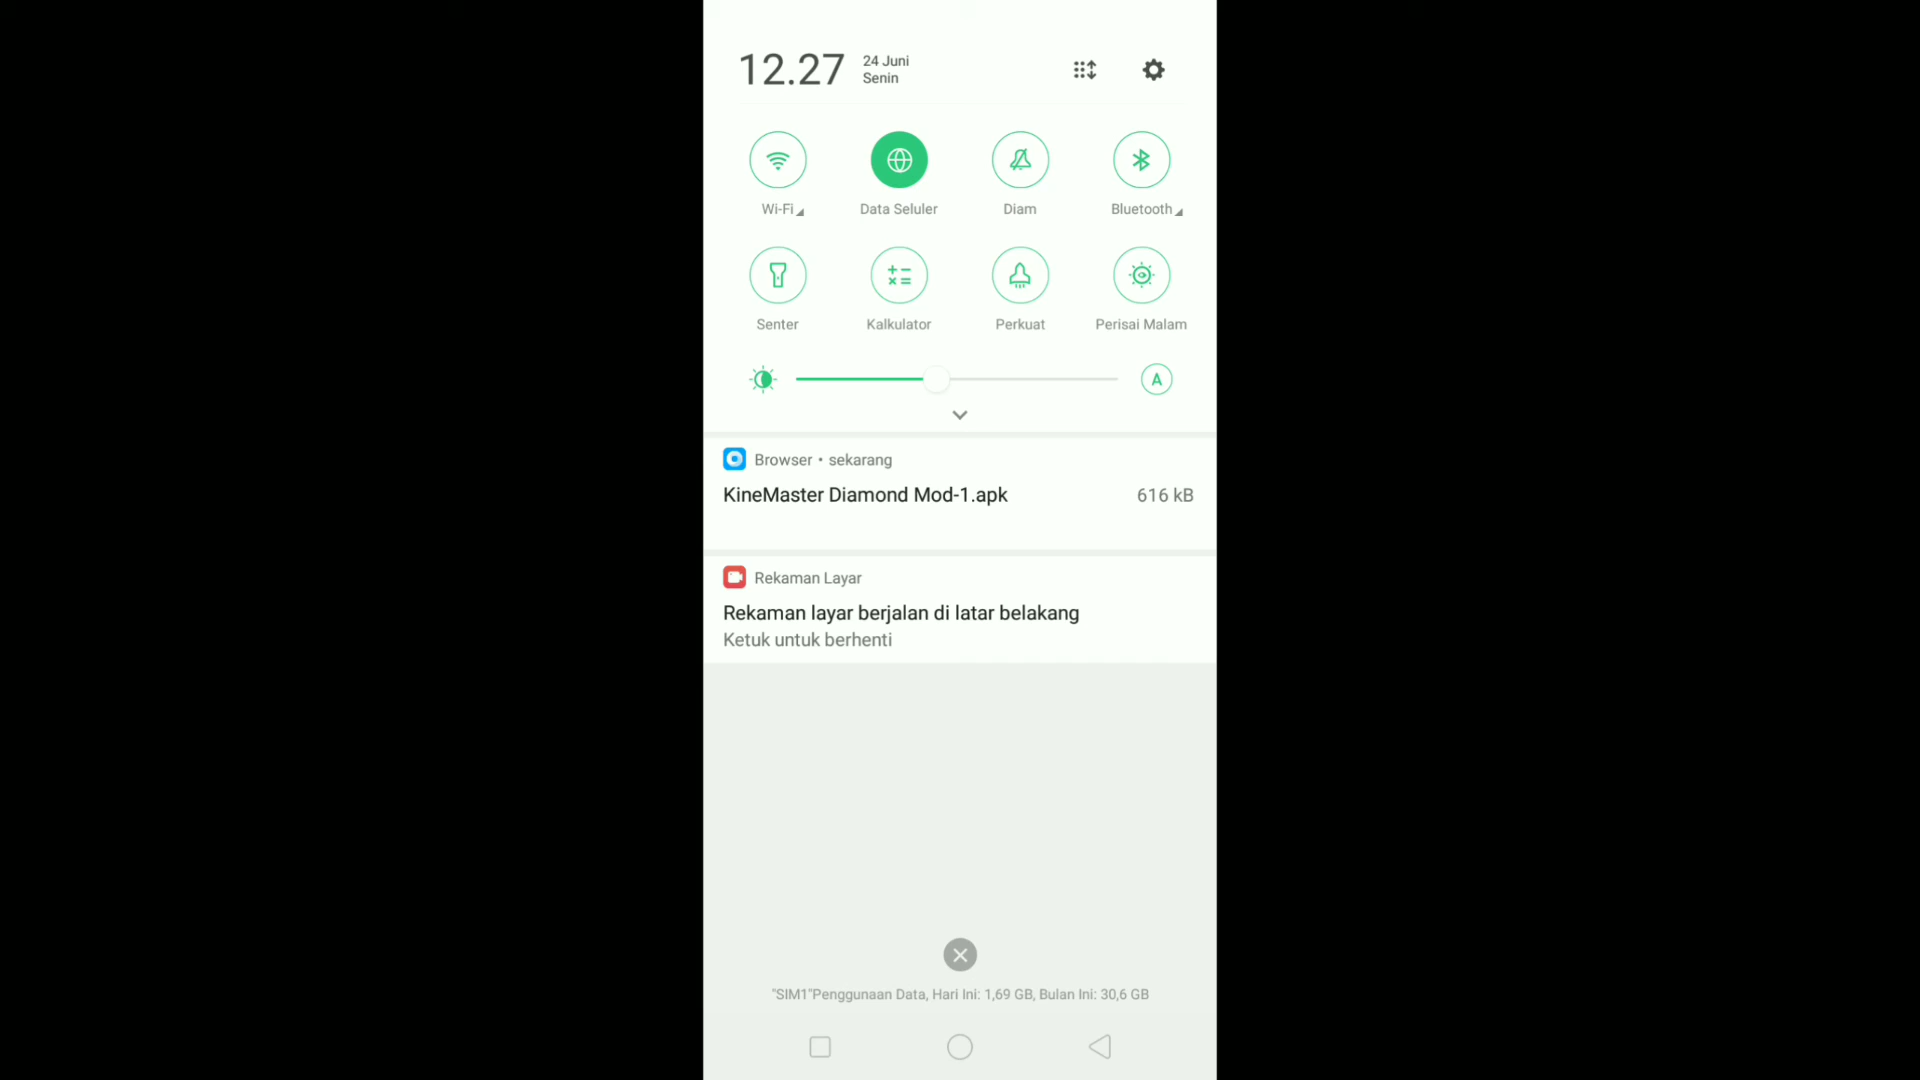 12.27
24 Juni
Senin
Wi-Fi
Data Seluler
Diam
Bluetooth
Senter
Kalkulator
Perkuat
Perisai Malam
A
Browser • sekarang
KineMaster Diamond Mod-1.apk
616 kB
Rekaman Layar
Rekaman layar berjalan di latar belakang
Ketuk untuk berhenti
"SIM1"Penggunaan Data, Hari Ini: 1,69 GB, Bulan Ini: 30,6 GB